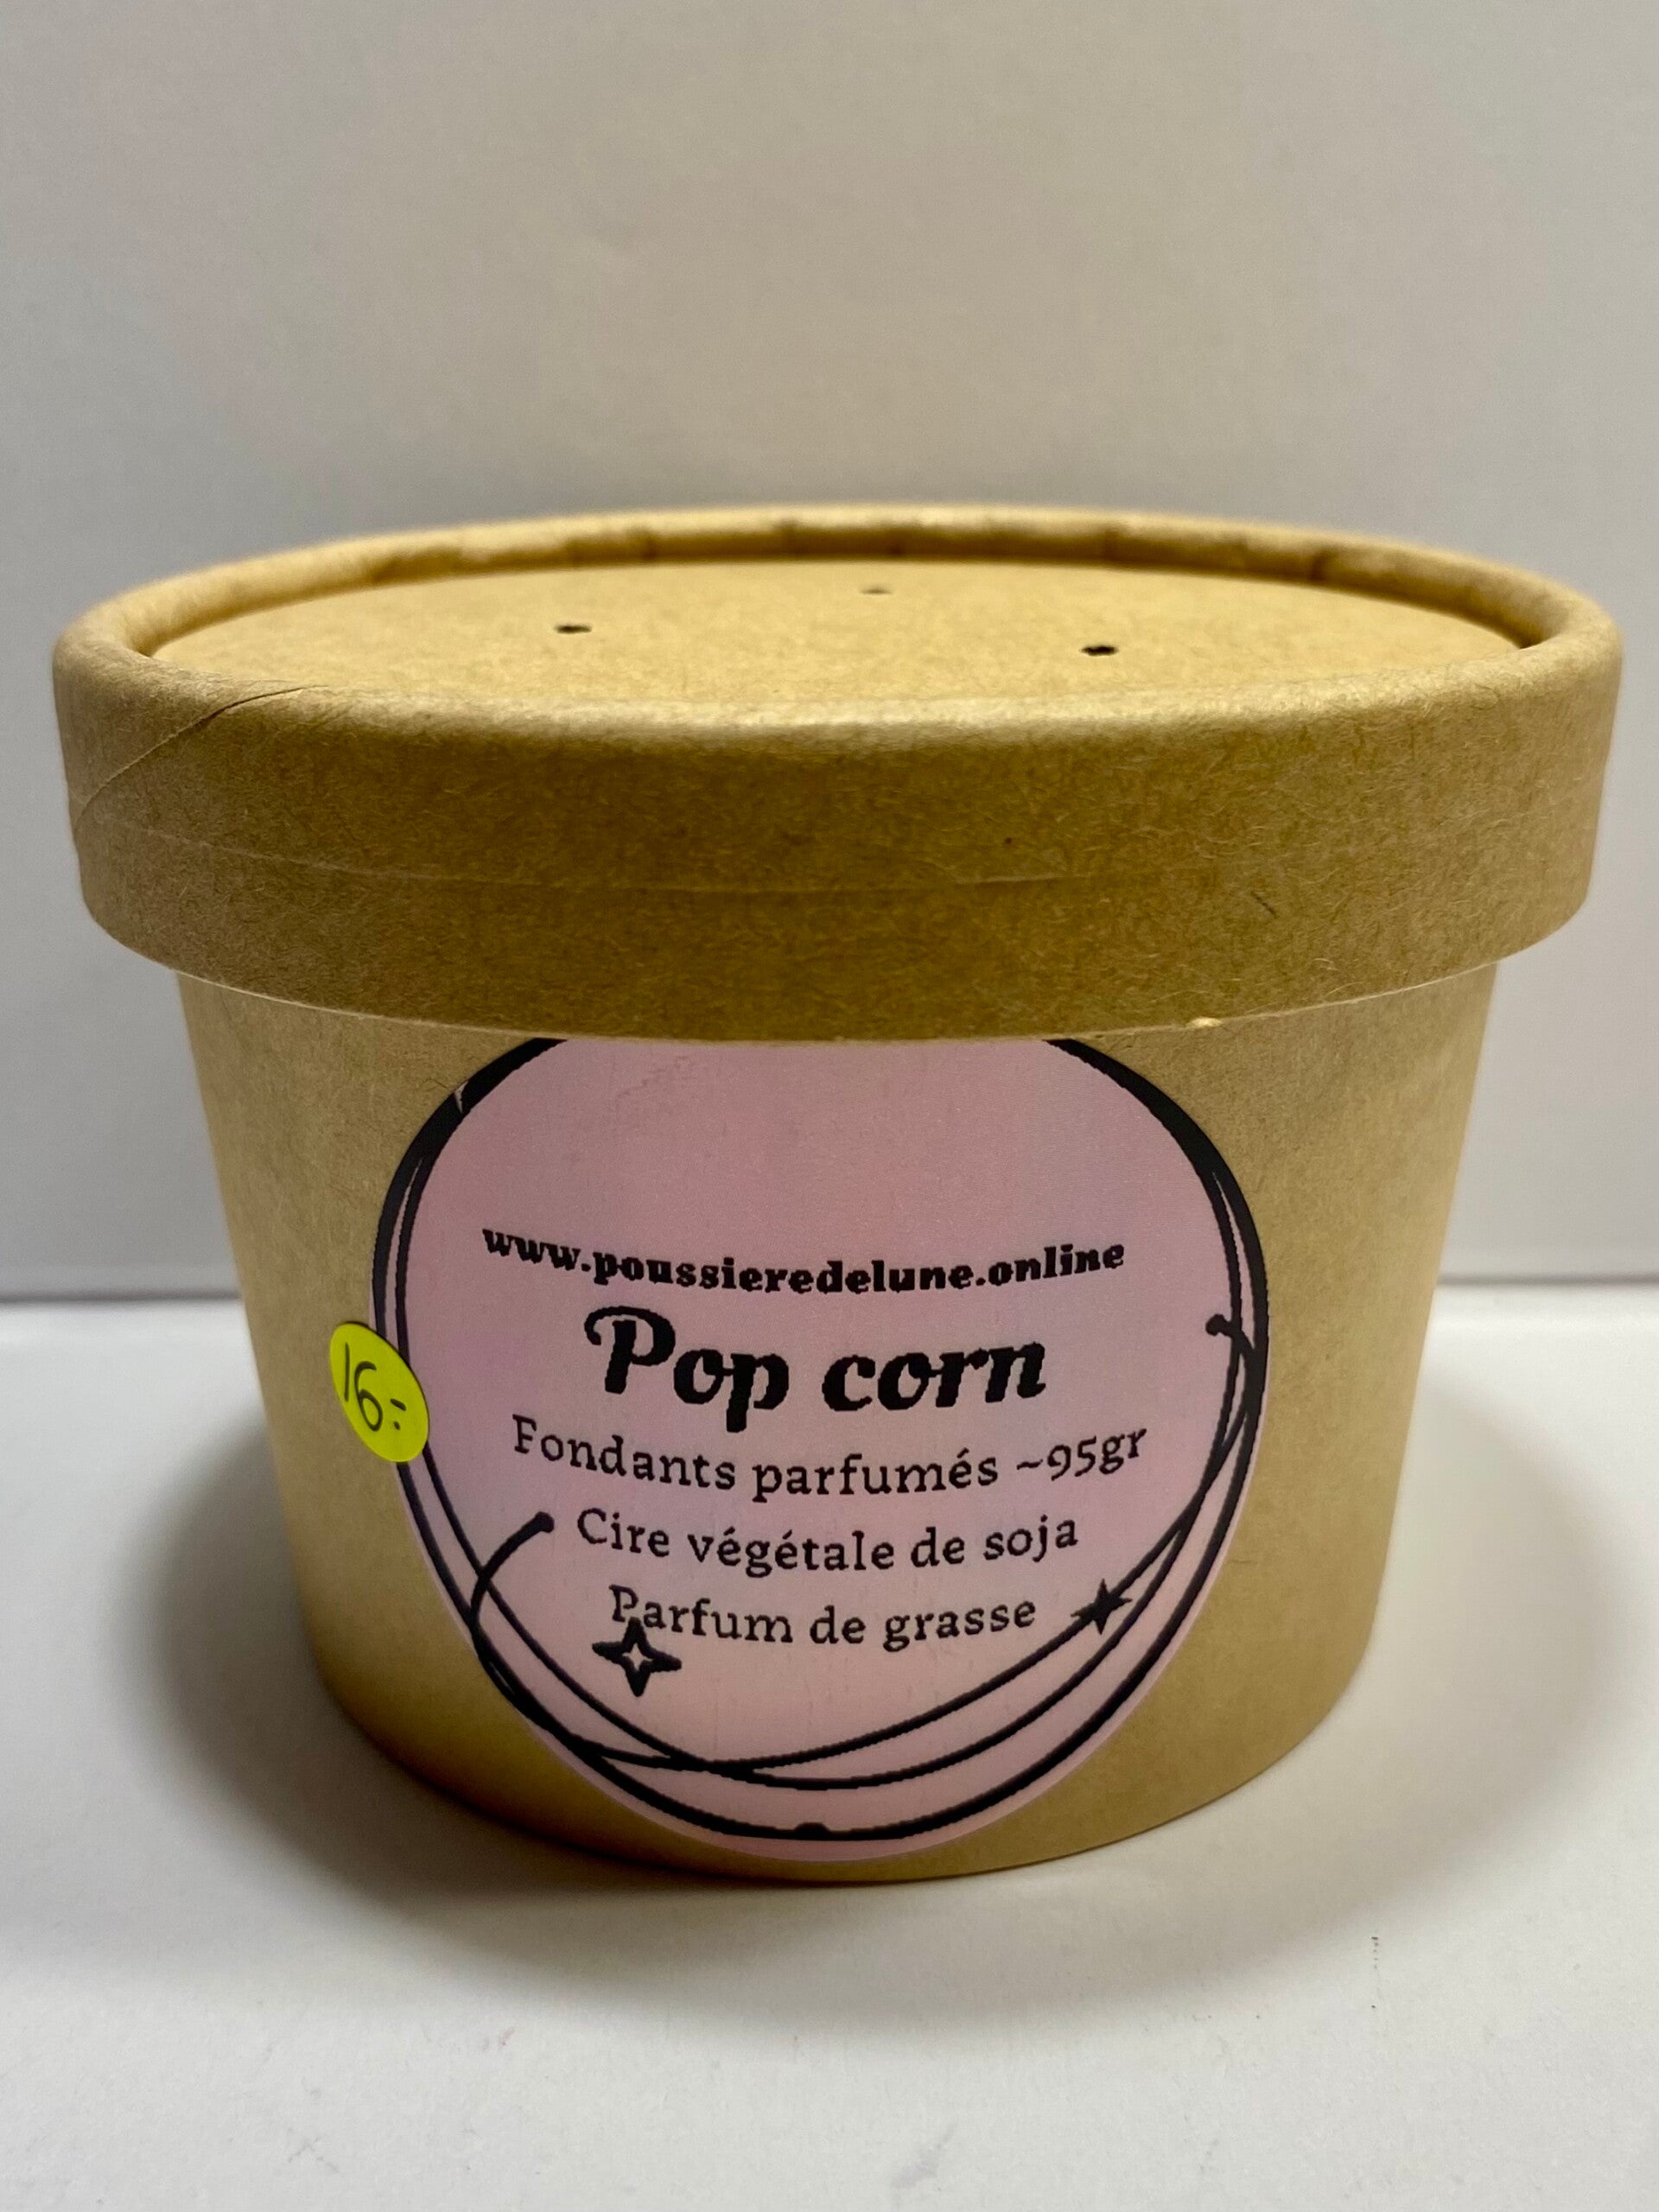 www.poussieredelune.online
Pop corn
16.-
Fondants parfumés ~95gr
Cire végétale de soja
Parfum de grasse